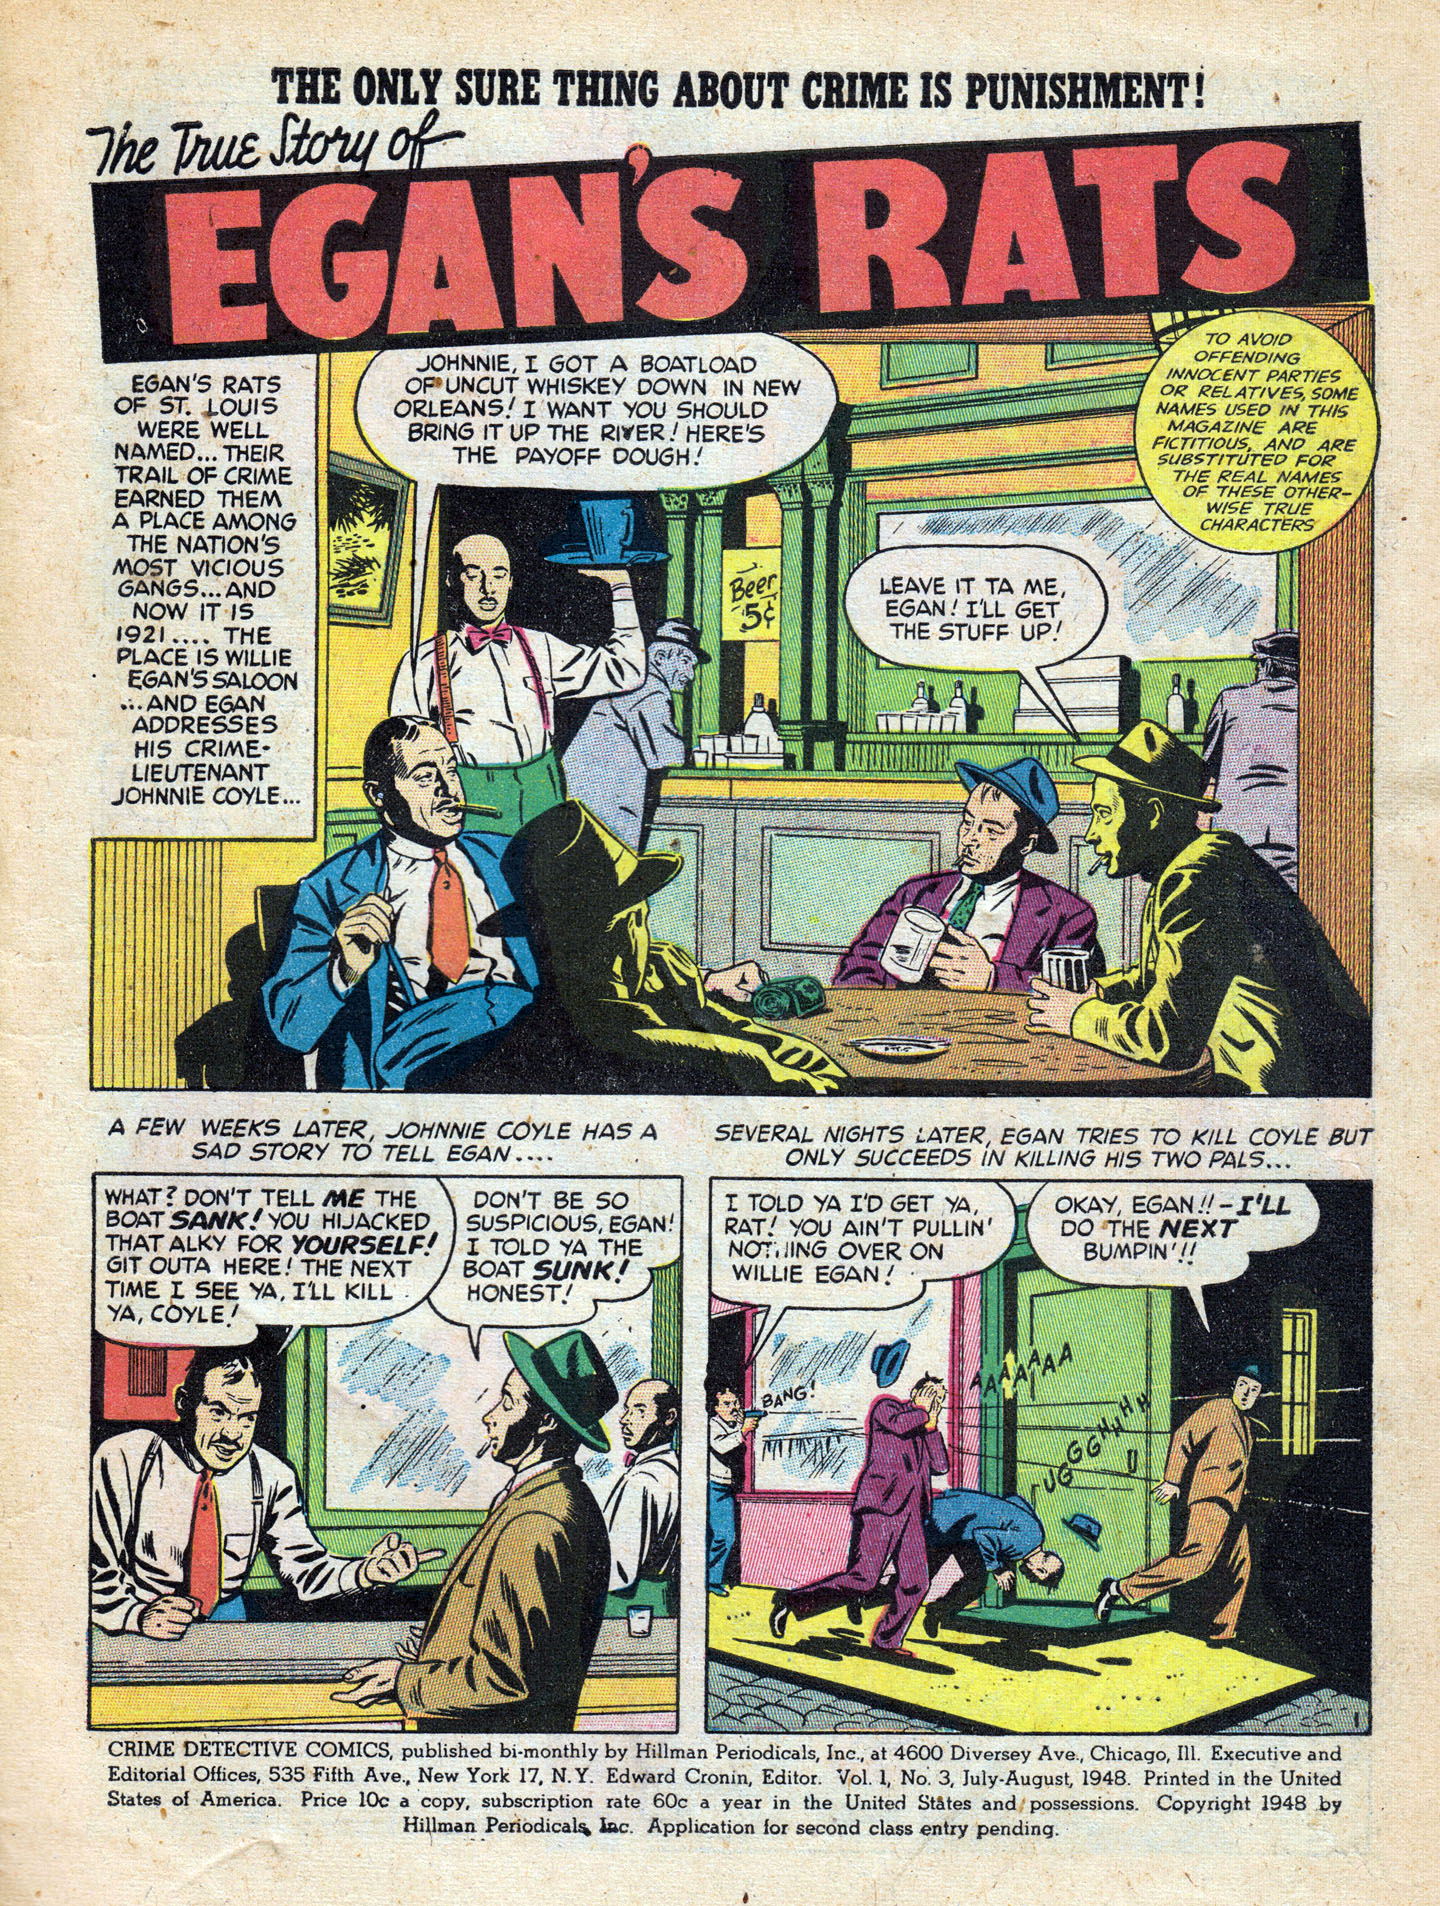 THE ONLY SURE THING ABOUT CRIME IS PUNISHMENT!
The True Story of
EGAN'S RATS
EGAN'S RATS
OF ST. LOUIS
WERE WELL
NAMED... THEIR
TRAIL OF CRIME
EARNED THEM
A PLACE AMONG
THE NATION'S
MOST VICIOUS
GANGS...AND
NOW IT IS
1921.... THE
PLACE IS WILLIE
EGAN'S SALOON
...AND EGAN
ADDRESSES
HIS CRIME-
LIEUTENANT
JOHNNIE COYLE...
JOHNNIE, I GOT A BOATLOAD
OF UNCUT WHISKEY DOWN IN NEW
ORLEANS! I WANT YOU SHOULD
BRING IT UP THE RIVER! HERE'S
THE PAYOFF DOUGH!
TO AVOID
OFFENDING
INNOCENT PARTIES
OR RELATIVES, SOME
NAMES USED IN THIS
MAGAZINE ARE
FICTITIOUS, AND ARE
SUBSTITUTED FOR
THE REAL NAMES
OF THESE OTHER-
WISE TRUE
CHARACTERS
Beer
5¢
LEAVE IT TA ME,
EGAN! I'LL GET
THE STUFF UP!
A FEW WEEKS LATER, JOHNNIE COYLE HAS A
SAD STORY TO TELL EGAN....
WHAT? DON'T TELL ME THE
BOAT SANK! YOU HIJACKED
THAT ALKY FOR YOURSELF!
GIT OUTA HERE! THE NEXT
TIME I SEE YA, I'LL KILL
YA, COYLE!
DON'T BE SO
SUSPICIOUS, EGAN!
I TOLD YA THE
BOAT SUNK!
HONEST!
SEVERAL NIGHTS LATER, EGAN TRIES TO KILL COYLE BUT
ONLY SUCCEEDS IN KILLING HIS TWO PALS...
I TOLD YA I'D GET YA,
RAT! YOU AIN'T PULLIN'
NOTHING OVER ON
WILLIE EGAN!
OKAY, EGAN!! - I'LL
DO THE NEXT
BUMPIN'!!
BANG!
AAAAAAA
UGGGHHHH
!!
1
CRIME DETECTIVE COMICS, published bi-monthly by Hillman Periodicals, Inc., at 4600 Diversey Ave., Chicago, Ill. Executive and
Editorial Offices, 535 Fifth Ave., New York 17, N.Y. Edward Cronin, Editor. Vol. 1, No. 3, July-August, 1948. Printed in the United
States of America. Price 10c a copy, subscription rate 60c a year in the United States and possessions. Copyright 1948 by
Hillman Periodicals, Inc. Application for second class entry pending.